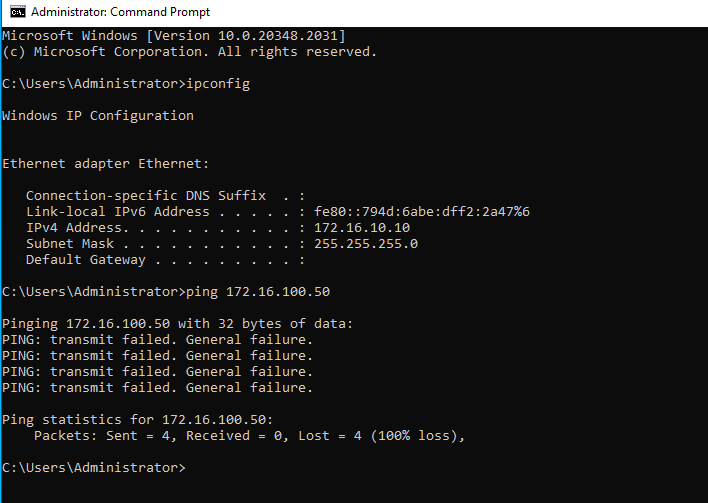 Administrator: Command Prompt
Microsoft Windows [Version 10.0.20348.2031]
(c) Microsoft Corporation. All rights reserved.
C:\Users\Administrator>ipconfig
Windows IP Configuration
Ethernet adapter Ethernet:
   Connection-specific DNS Suffix  . :
   Link-local IPv6 Address . . . . . : fe80::794d:6abe:dff2:2a47%6
   IPv4 Address. . . . . . . . . . . : 172.16.10.10
   Subnet Mask . . . . . . . . . . . : 255.255.255.0
   Default Gateway . . . . . . . . . :
C:\Users\Administrator>ping 172.16.100.50
Pinging 172.16.100.50 with 32 bytes of data:
PING: transmit failed. General failure.
PING: transmit failed. General failure.
PING: transmit failed. General failure.
PING: transmit failed. General failure.
Ping statistics for 172.16.100.50:
    Packets: Sent = 4, Received = 0, Lost = 4 (100% loss),
C:\Users\Administrator>